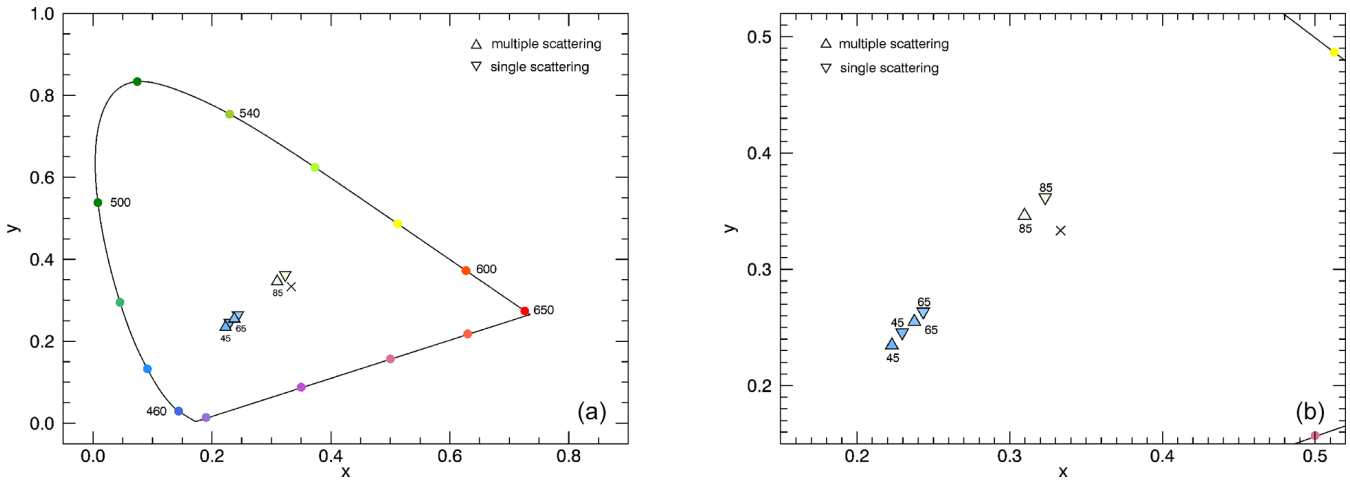 1.0
0.8
0.6
0.4
0.2
0.0
y
0.0 0.2 0.4 0.6 0.8
x
multiple scattering
single scattering
540
500
600
650
460
85
65
45
(a)
0.5
0.4
0.3
0.2
y
0.2 0.3 0.4 0.5
x
multiple scattering
single scattering
85
85
65
45
65
45
(b)